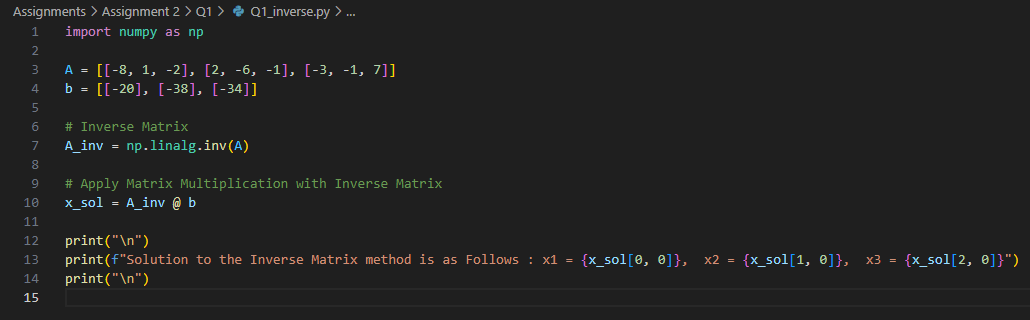 Assignments > Assignment 2 > Q1 > Q1_inverse.py > ...
1 import numpy as np
2
3 A = [[-8, 1, -2], [2, -6, -1], [-3, -1, 7]]
4 b = [[-20], [-38], [-34]]
5
6 # Inverse Matrix
7 A_inv = np.linalg.inv(A)
8
9 # Apply Matrix Multiplication with Inverse Matrix
10 x_sol = A_inv @ b
11
12 print("\n")
13 print(f"Solution to the Inverse Matrix method is as Follows : x1 = {x_sol[0, 0]},  x2 = {x_sol[1, 0]},  x3 = {x_sol[2, 0]}")
14 print("\n")
15